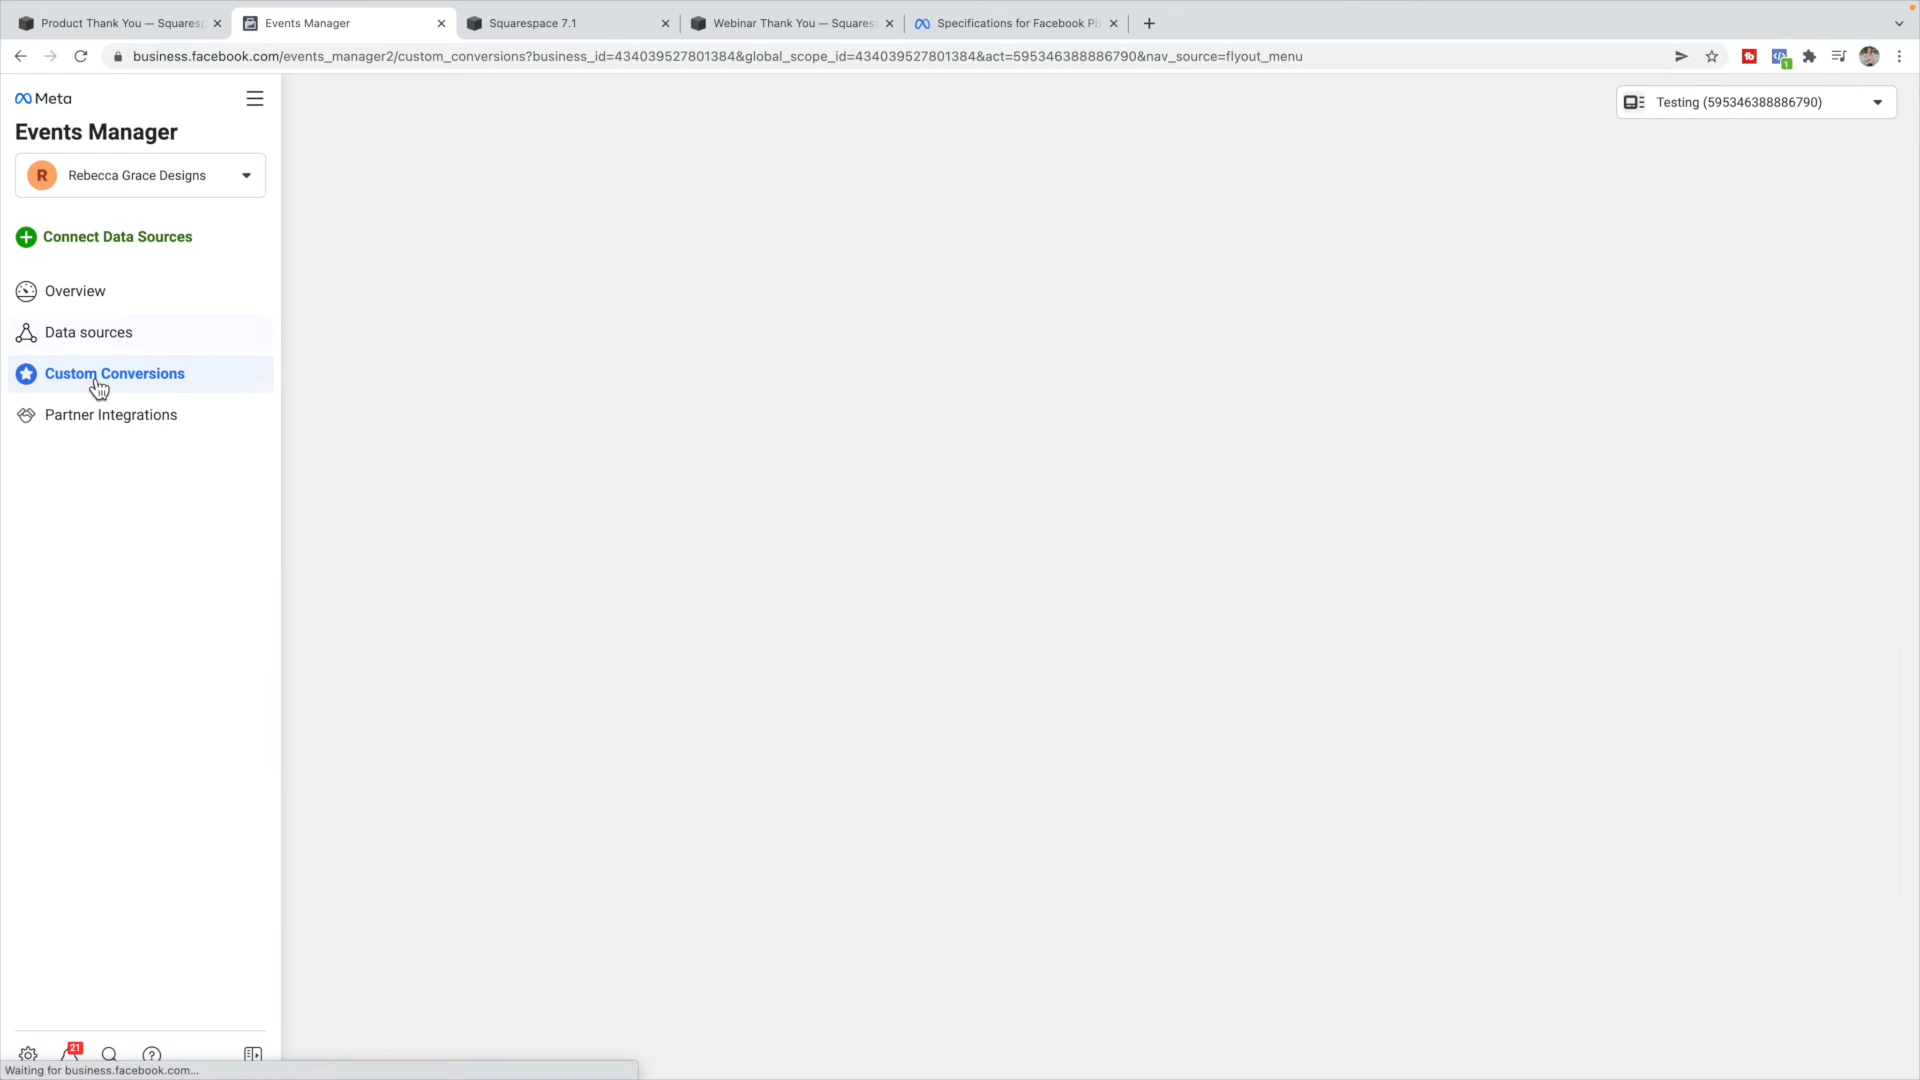 Product Thank You — Squaresp
Events Manager
Squarespace 7.1
Webinar Thank You — Squares
Specifications for Facebook Pi
business.facebook.com/events_manager2/custom_conversions?business_id=434039527801384&global_scope_id=434039527801384&act=595346388886790&nav_source=flyout_menu
1
Meta
Events Manager
Testing (595346388886790)
R
Rebecca Grace Designs
Connect Data Sources
Overview
Data sources
Custom Conversions
Partner Integrations
21
Waiting for business.facebook.com...